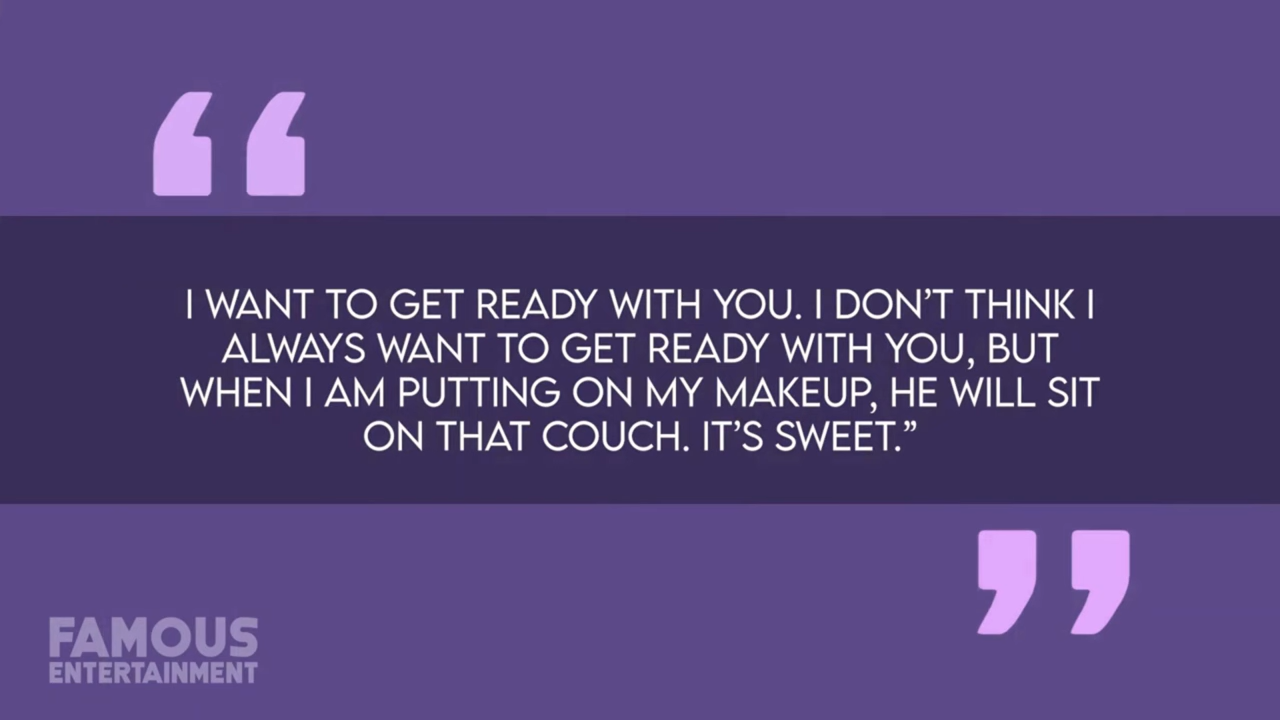 I WANT TO GET READY WITH YOU. I DON’T THINK I
ALWAYS WANT TO GET READY WITH YOU, BUT
WHEN I AM PUTTING ON MY MAKEUP, HE WILL SIT
ON THAT COUCH. IT’S SWEET.”
FAMOUS
ENTERTAINMENT